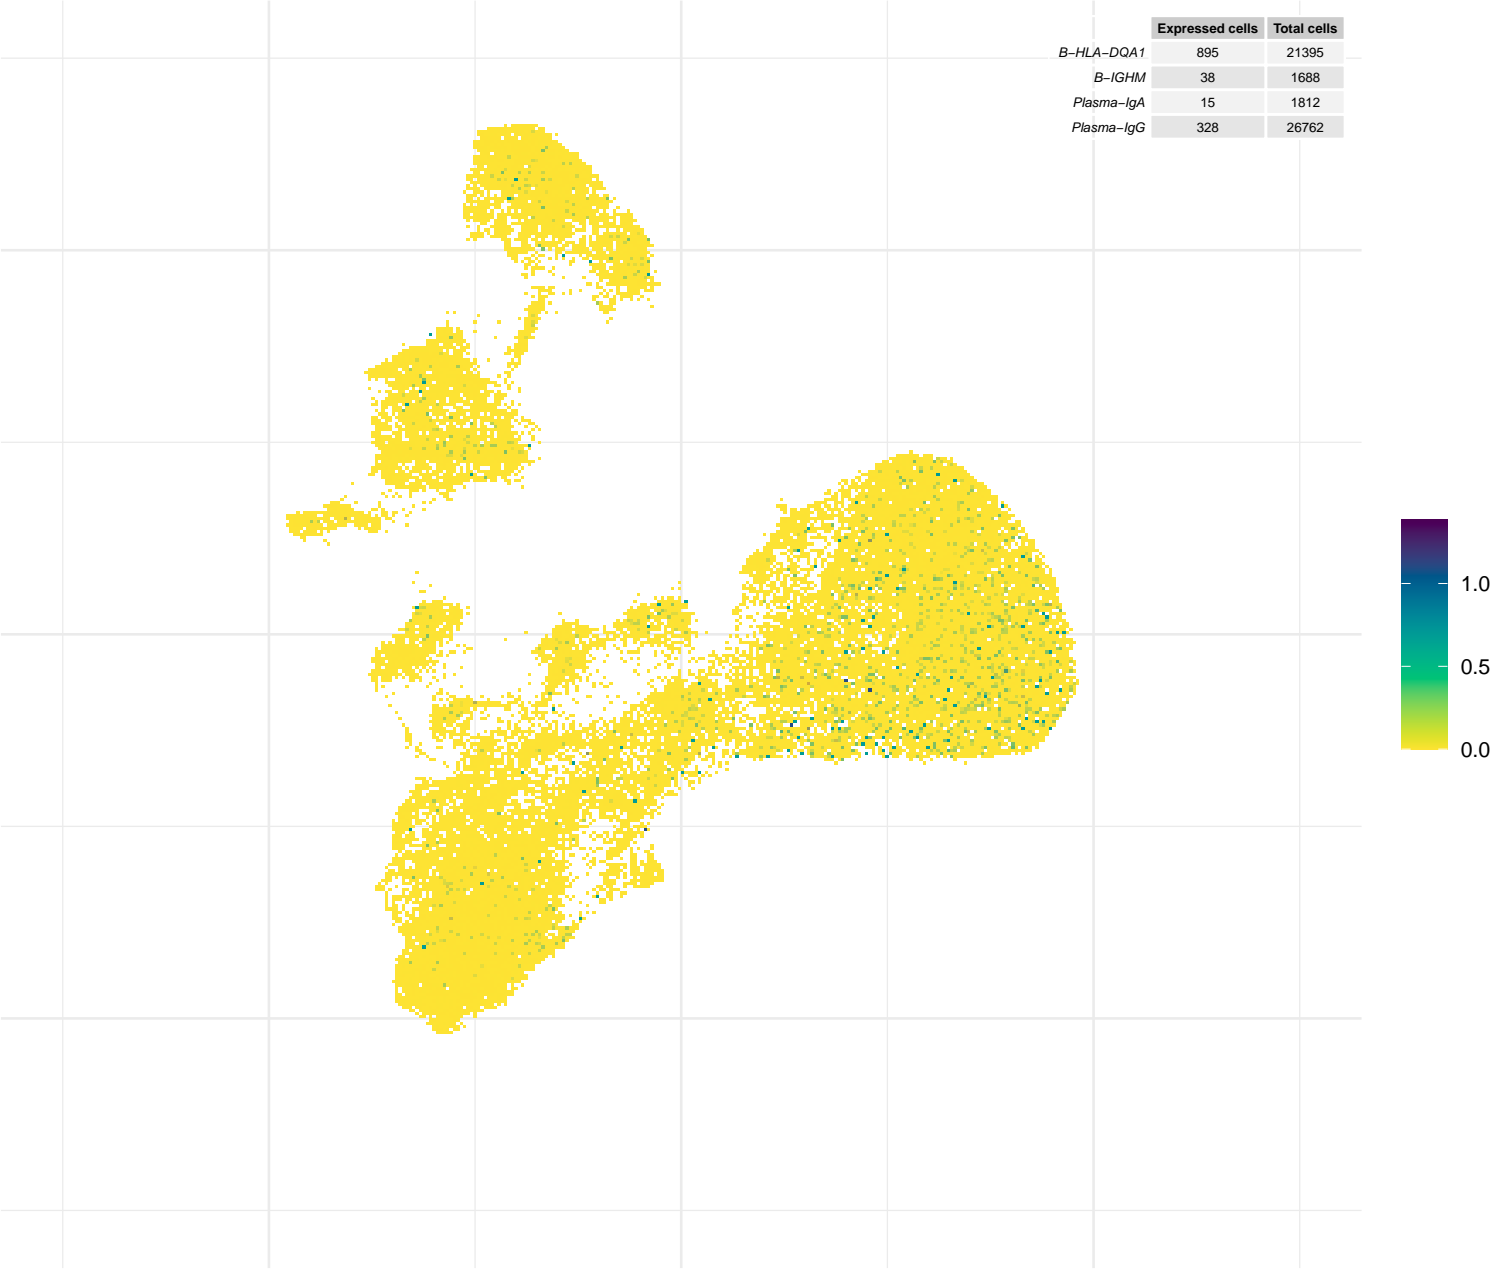 Expressed cells Total cells
B−HLA−DQA1 895 21395
B−IGHM 38 1688
Plasma−IgA 15 1812
Plasma−IgG 328 26762
1.0
0.5
0.0